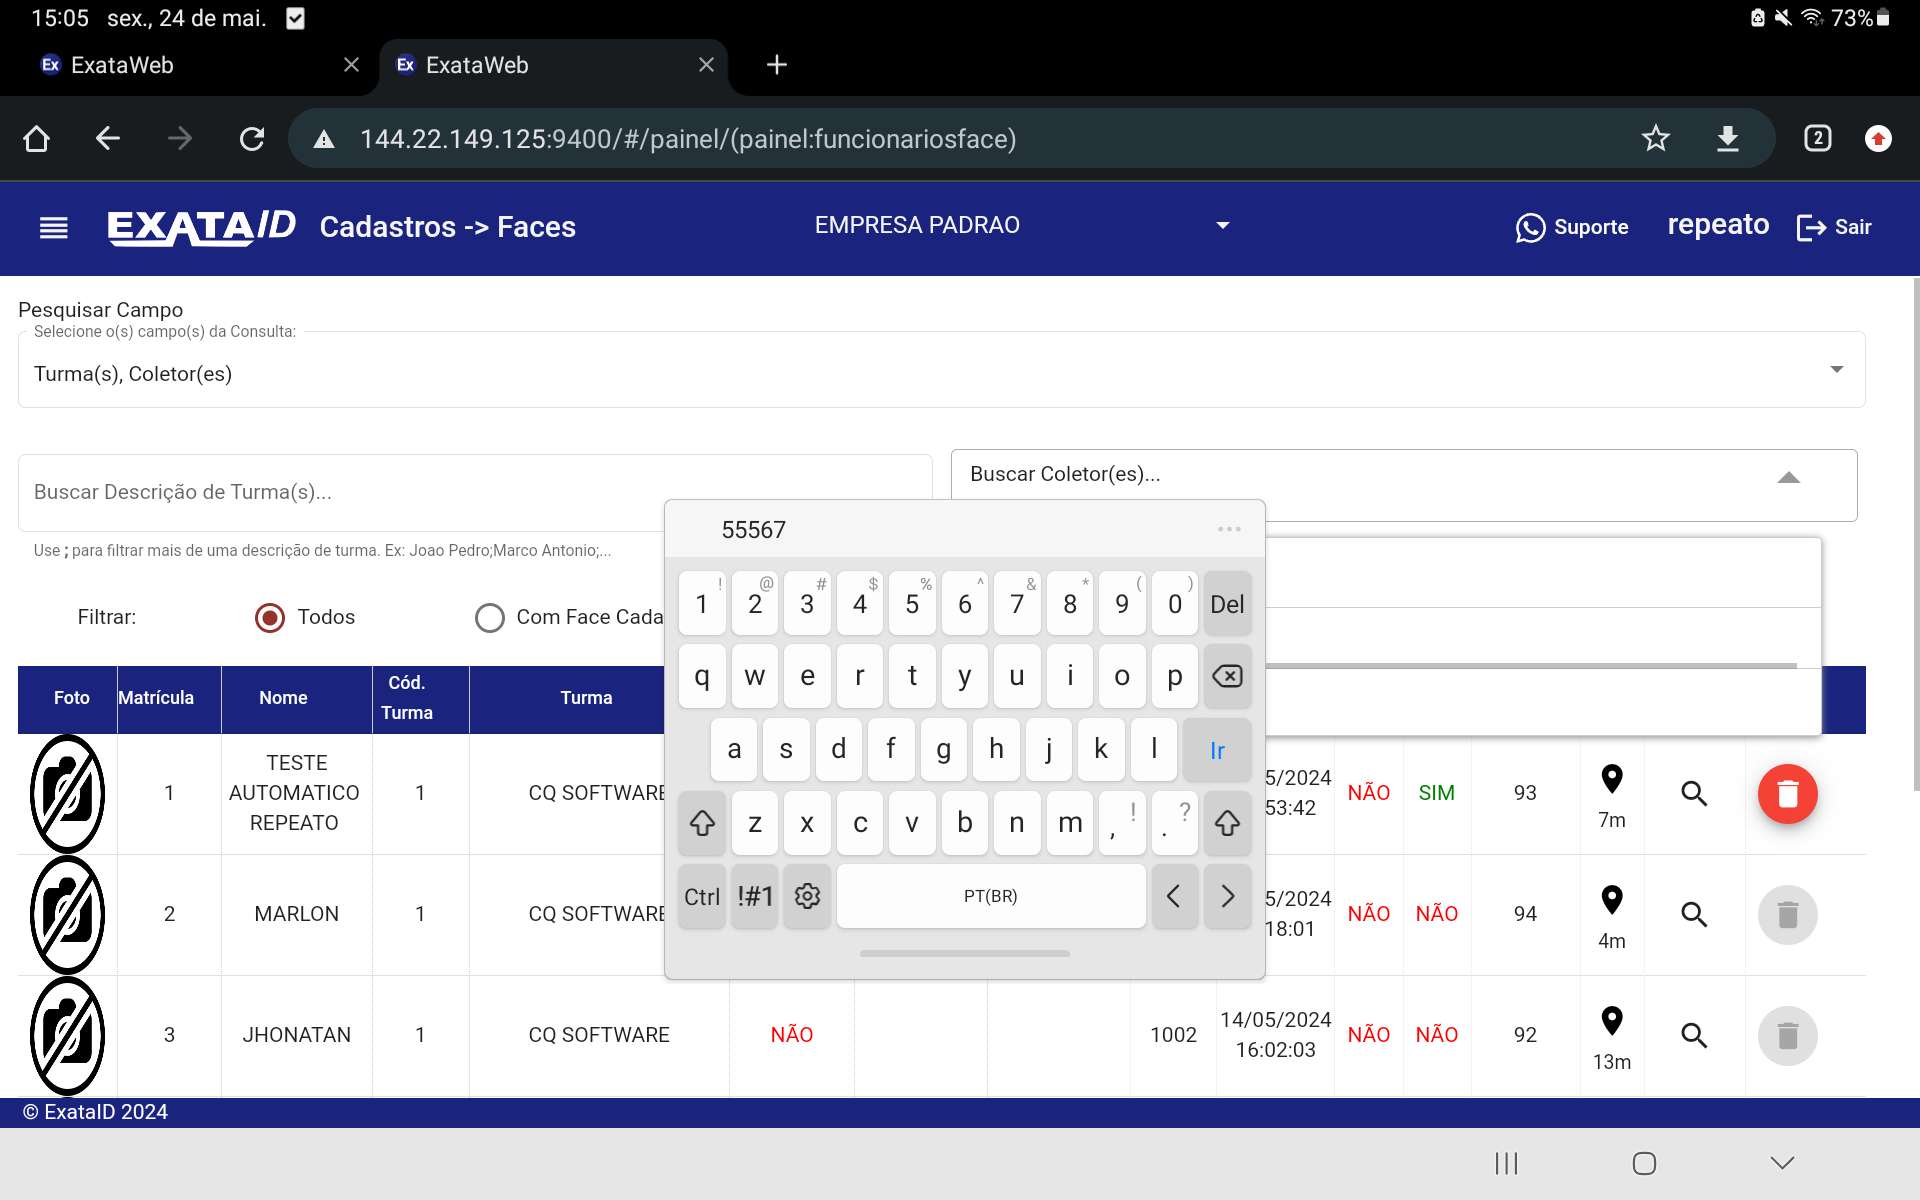 15:05 sex., 24 de mai.
73%
Ex ExataWeb
Ex ExataWeb
144.22.149.125:9400/#/painel/(painel:funcionariosface)
2
EXATA ID Cadastros -> Faces
EMPRESA PADRAO
Suporte
repeato
Sair
Pesquisar Campo
Selecione o(s) campo(s) da Consulta:
Turma(s), Coletor(es)
Buscar Descrição de Turma(s)...
Buscar Coletor(es)...
Use ; para filtrar mais de uma descrição de turma. Ex: Joao Pedro;Marco Antonio;...
Filtrar:
Todos
Com Face Cada
55567
1 ! 2 @ 3 # 4 $ 5 % 6 ^ 7 & 8 * 9 ( 0 ) Del
q w e r t y u i o p
a s d f g h j k l Ir
z x c v b n m , ! . ?
Ctrl !#1 PT(BR) < >
Foto Matrícula Nome Cód. Turma Turma
1 TESTE AUTOMATICO REPEATO 1 CQ SOFTWARE 5/2024 53:42 NÃO SIM 93 7m
2 MARLON 1 CQ SOFTWARE 5/2024 18:01 NÃO NÃO 94 4m
3 JHONATAN 1 CQ SOFTWARE NÃO 1002 14/05/2024 16:02:03 NÃO NÃO 92 13m
© ExataID 2024